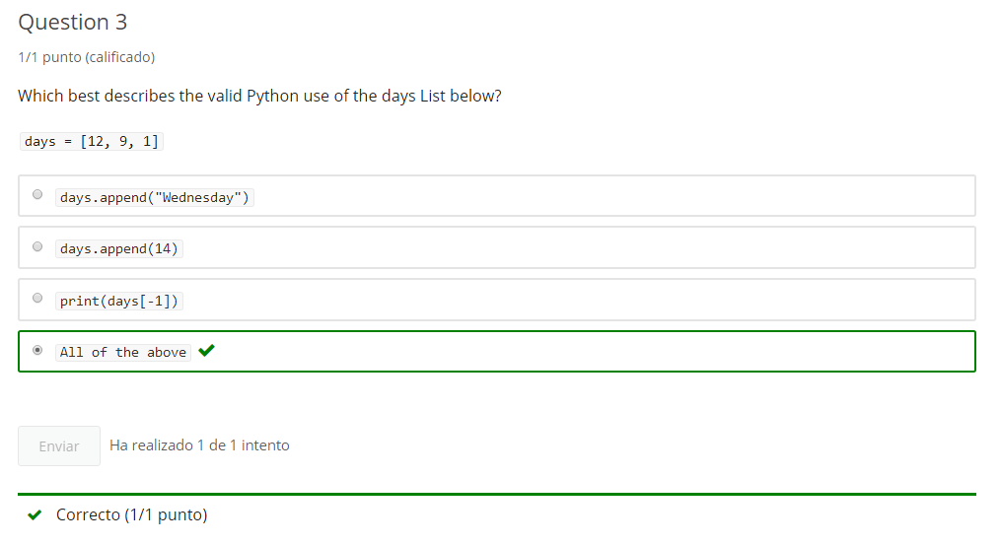 Question 3
1/1 punto (calificado)
Which best describes the valid Python use of the days List below?
days = [12, 9, 1]
days.append("Wednesday")
days.append(14)
print(days[-1])
All of the above
Enviar
Ha realizado 1 de 1 intento
Correcto (1/1 punto)